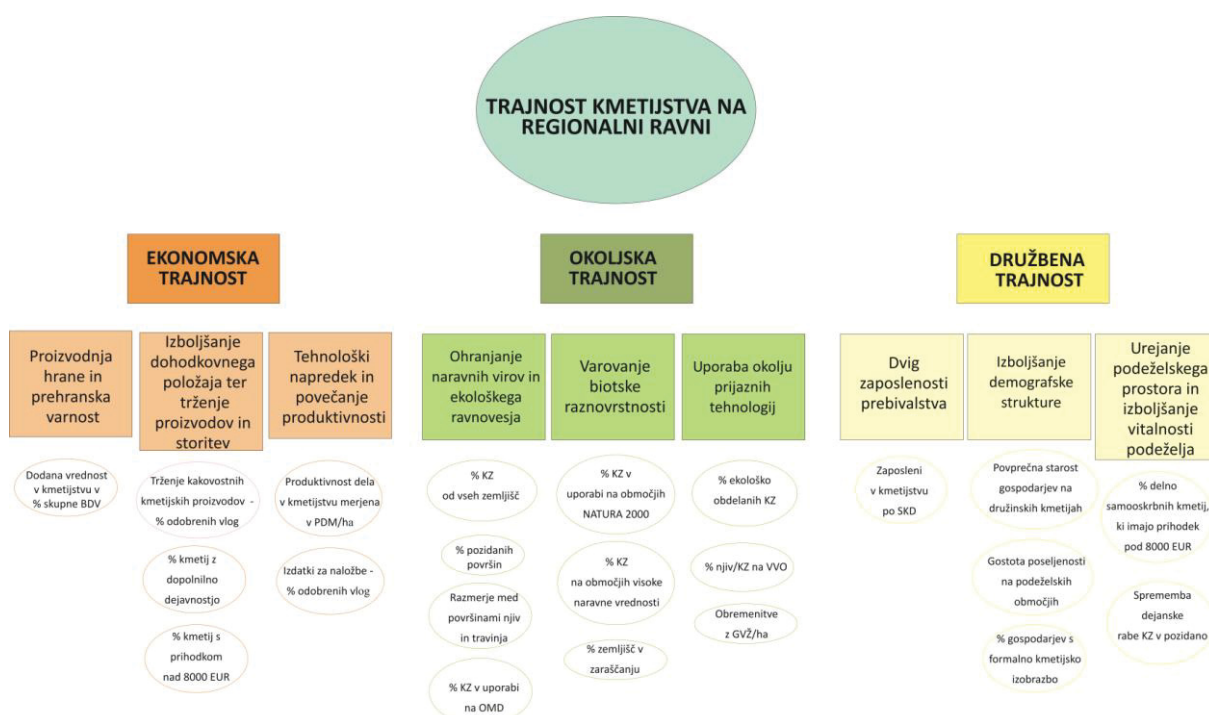 TRAJNOST KMETIJSTVA NA
REGIONALNI RAVNI
EKONOMSKA
TRAJNOST
OKOLJSKA
TRAJNOST
DRUŽBENA
TRAJNOST
Proizvodnja
hrane in
prehranska
varnost
Izboljšanje
dohodkovnega
položaja ter
trženje
proizvodov in
storitev
Tehnološki
napredek in
povečanje
produktivnosti
Ohranjanje
naravnih virov in
ekološkega
ravnovesja
Varovanje
biotske
raznovrstnosti
Uporaba okolju
prijaznih
tehnologij
Dvig
zaposlenosti
prebivalstva
Izboljšanje
demografske
strukture
Urejanje
podeželskega
prostora in
izboljšanje
vitalnosti
podeželja
Dodana vrednost
v kmetijstvu v
% skupne BDV
Trženje kakovostnih
kmetijskih proizvodov -
% odobrenih vlog
% kmetij z
dopolnilno
dejavnostjo
% kmetij s
prihodkom
nad 8000 EUR
Produktivnost dela
v kmetijstvu merjena
v PDM/ha
Izdatki za naložbe -
% odobrenih vlog
% KZ
od vseh zemljišč
% pozidanih
površin
Razmerje med
površinami njiv
in travinja
% KZ v uporabi
na OMD
% KZ v
uporabi na območjih
NATURA 2000
% KZ
na območjih visoke
naravne vrednosti
% zemljišč v
zaraščanju
% ekološko
obdelanih KZ
% njiv/KZ na VVO
Obremenitve
z GVŽ/ha
Zaposleni
v kmetijstvu
po SKD
Povprečna starost
gospodarjev na
družinskih kmetijah
Gostota poseljenosti
na podeželskih
območjih
% gospodarjev s
formalno kmetijsko
izobrazbo
% delno
samooskrbnih kmetij,
ki imajo prihodek
pod 8000 EUR
Sprememba
dejanske
rabe KZ v pozidano